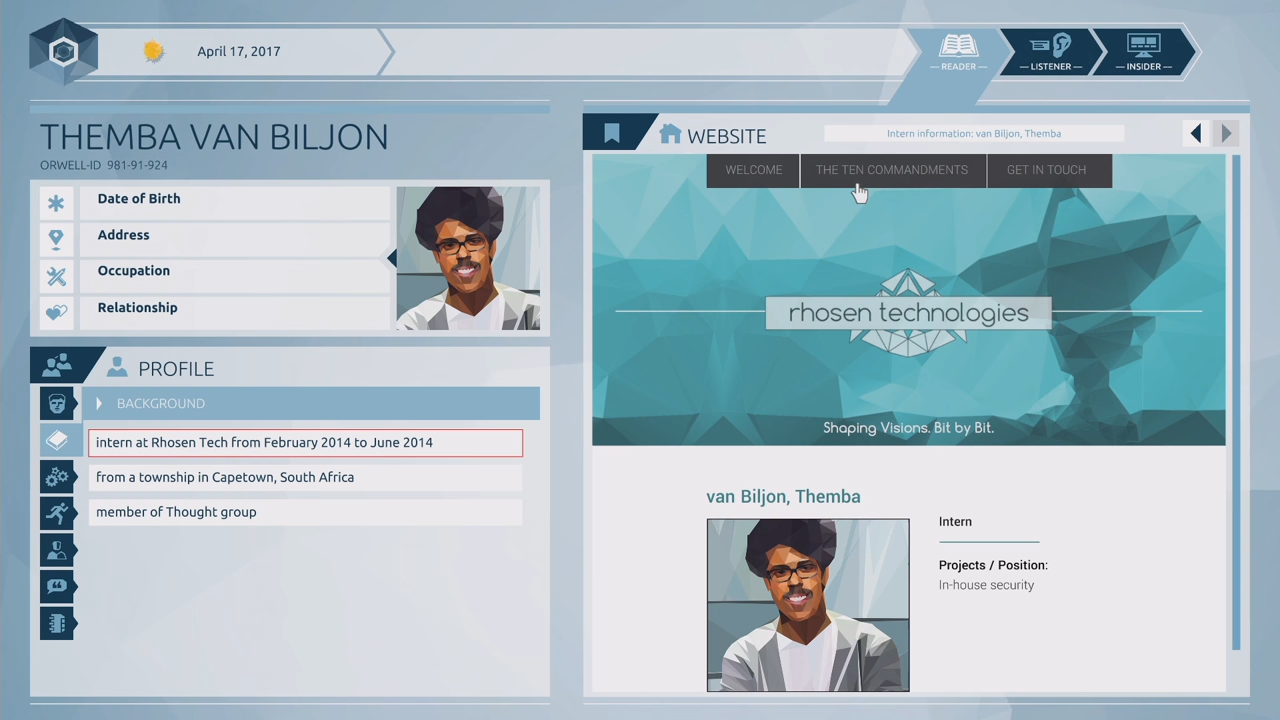 April 17, 2017
READER
LISTENER
INSIDER
THEMBA VAN BILJON
ORWELL-ID 981-91-924
Date of Birth
Address
Occupation
Relationship
PROFILE
BACKGROUND
intern at Rhosen Tech from February 2014 to June 2014
from a township in Capetown, South Africa
member of Thought group
WEBSITE
Intern information: van Biljon, Themba
WELCOME
THE TEN COMMANDMENTS
GET IN TOUCH
rhosen technologies
Shaping Visions. Bit by Bit.
van Biljon, Themba
Intern
Projects / Position:
In-house security